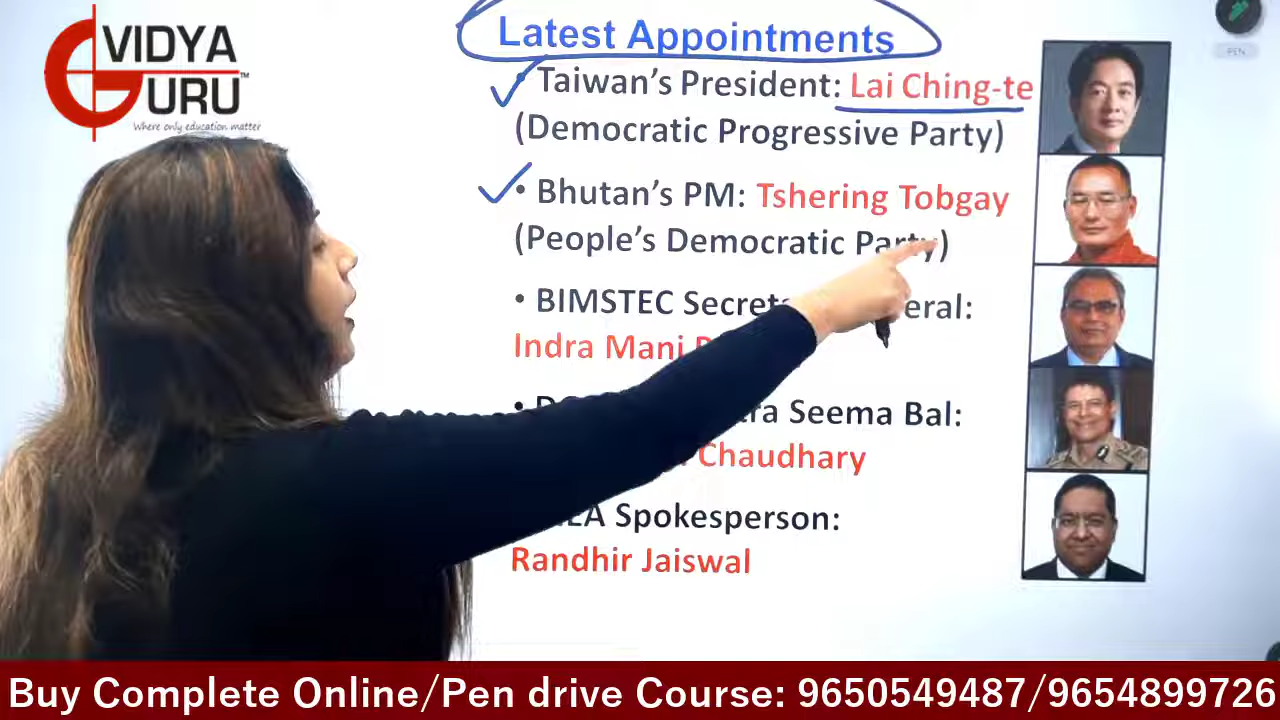 VIDYA
GURU
TM
Where only education matter
Latest Appointments
• Taiwan's President: Lai Ching-te
(Democratic Progressive Party)
• Bhutan's PM: Tshering Tobgay
(People's Democratic Party)
• BIMSTEC
Indra Mani
Seema Bal:
Chaudhary
Spokesperson:
Randhir Jaiswal
PEN
Buy Complete Online/Pen drive Course: 9650549487/9654899726